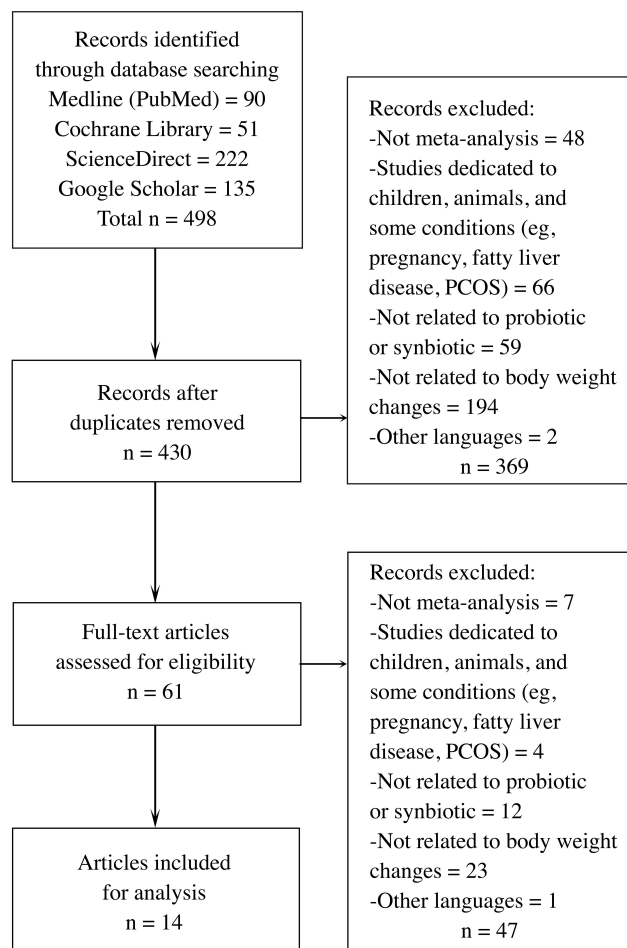 Records identified
through database searching
Medline (PubMed) = 90
Cochrane Library = 51
ScienceDirect = 222
Google Scholar = 135
Total n = 498
Records excluded:
-Not meta-analysis = 48
-Studies dedicated to
children, animals, and
some conditions (eg,
pregnancy, fatty liver
disease, PCOS) = 66
-Not related to probiotic
or synbiotic = 59
-Not related to body weight
changes = 194
-Other languages = 2
n = 369
Records after
duplicates removed
n = 430
Full-text articles
assessed for eligibility
n = 61
Records excluded:
-Not meta-analysis = 7
-Studies dedicated to
children, animals, and
some conditions (eg,
pregnancy, fatty liver
disease, PCOS) = 4
-Not related to probiotic
or synbiotic = 12
-Not related to body weight
changes = 23
-Other languages = 1
n = 47
Articles included
for analysis
n = 14